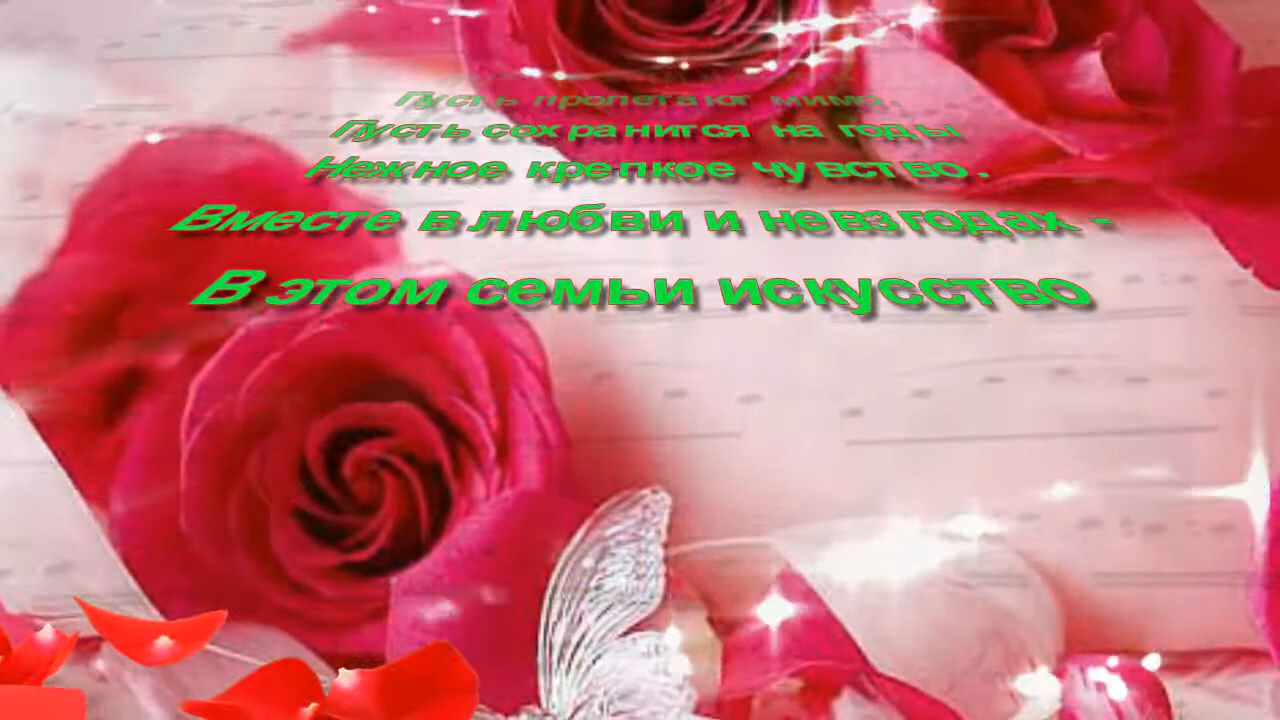 Пусть пролетают мимо.
Пусть сохранится на годы
Нежное крепкое чувство.
Вместе в любви и невзгодах -
В этом семьи искусство